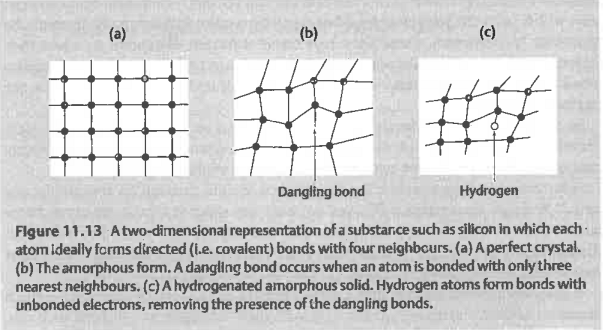 (a) (b) (c)
Dangling bond Hydrogen
Figure 11.13 A two-dimensional representation of a substance such as silicon in which each
atom ideally forms directed (i.e. covalent) bonds with four neighbours. (a) A perfect crystal.
(b) The amorphous form. A dangling bond occurs when an atom is bonded with only three
nearest neighbours. (c) A hydrogenated amorphous solid. Hydrogen atoms form bonds with
unbonded electrons, removing the presence of the dangling bonds.